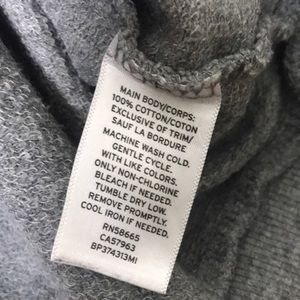 MAIN BODY/CORPS:
100% COTTON/COTON
EXCLUSIVE OF TRIM/
SAUF LA BORDURE
MACHINE WASH COLD.
GENTLE CYCLE.
WITH LIKE COLORS.
ONLY NON-CHLORINE
BLEACH IF NEEDED.
TUMBLE DRY LOW.
REMOVE PROMPTLY.
COOL IRON IF NEEDED.
RN58665
CA57963
BP374313MI